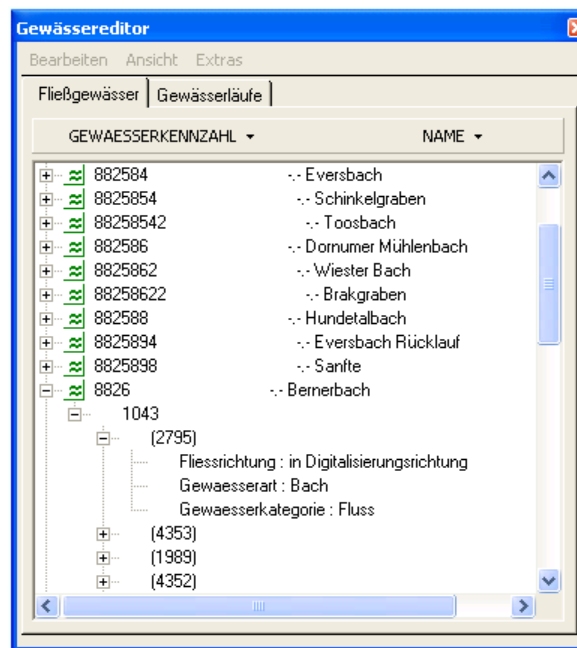 Gewässereditor
Bearbeiten Ansicht Extras
Fließgewässer Gewässerläufe
GEWAESSERKENNZAHL NAME
882584 -.- Eversbach
8825854 -.- Schinkelgraben
88258542 -.- Toosbach
882586 -.- Dornumer Mühlenbach
8825862 -.- Wiester Bach
88258622 -.- Brakgraben
882588 -.- Hundetalbach
8825894 -.- Eversbach Rücklauf
8825898 -.- Sanfte
8826 -.- Bernerbach
1043
(2795)
Fliessrichtung : in Digitalisierungsrichtung
Gewaesserart : Bach
Gewaesserkategorie : Fluss
(4353)
(1989)
(4352)